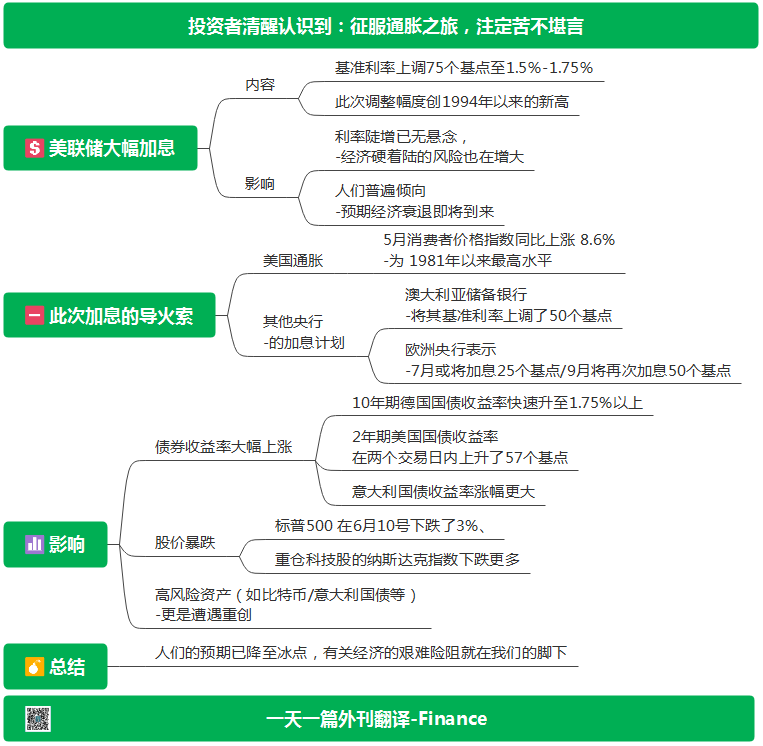 投资者清醒认识到：征服通胀之旅，注定苦不堪言
美联储大幅加息
内容
基准利率上调75个基点至1.5%-1.75%
此次调整幅度创1994年以来的新高
影响
利率陡增已无悬念，
-经济硬着陆的风险也在增大
人们普遍倾向
-预期经济衰退即将到来
此次加息的导火索
美国通胀
5月消费者价格指数同比上涨 8.6%
-为 1981年以来最高水平
其他央行
-的加息计划
澳大利亚储备银行
-将其基准利率上调了50个基点
欧洲央行表示
-7月或将加息25个基点/9月将再次加息50个基点
影响
债券收益率大幅上涨
10年期德国国债收益率快速升至1.75%以上
2年期美国国债收益率
在两个交易日内上升了57个基点
意大利国债收益率涨幅更大
股价暴跌
标普500 在6月10号下跌了3%、
重仓科技股的纳斯达克指数下跌更多
高风险资产（如比特币/意大利国债等）
-更是遭遇重创
总结
人们的预期已降至冰点，有关经济的艰难险阻就在我们的脚下
一天一篇外刊翻译-Finance